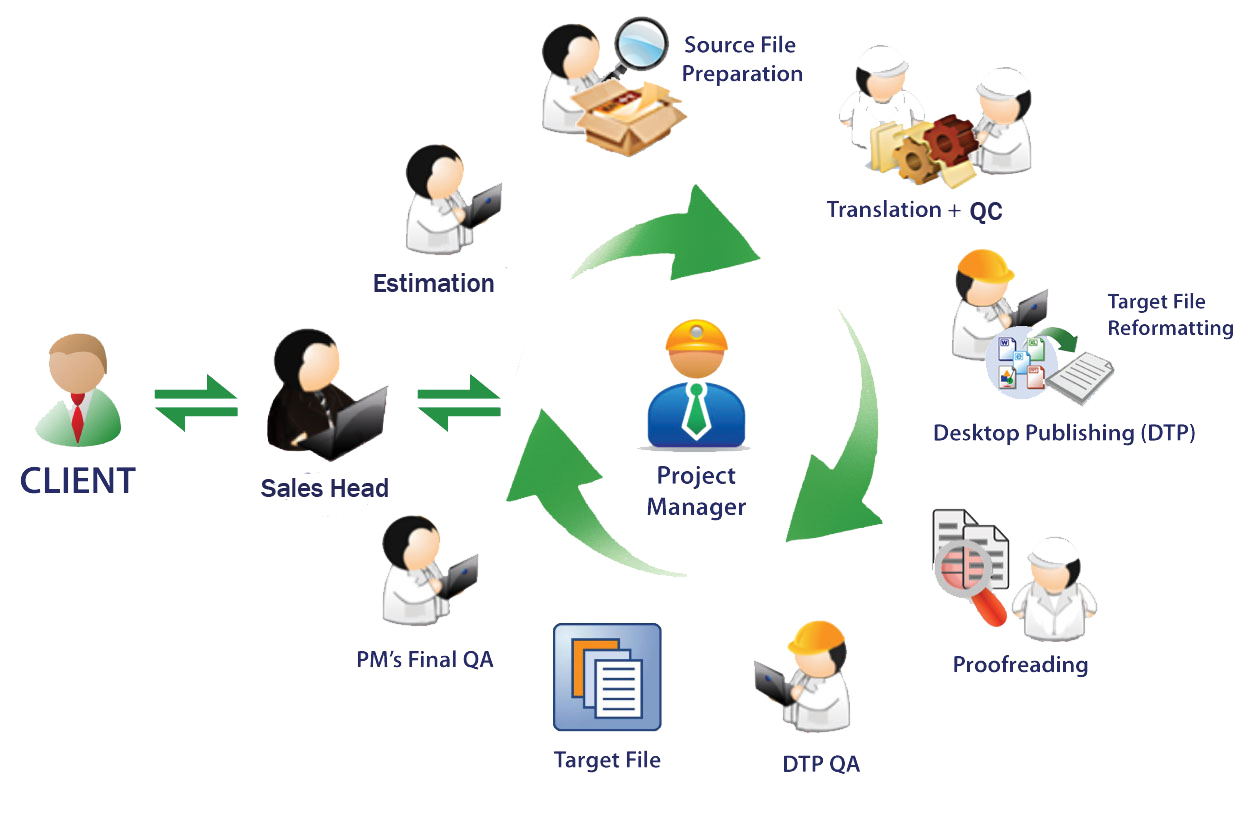 Source File
Preparation
Translation + QC
Estimation
Target File
Reformatting
Desktop Publishing (DTP)
CLIENT
Sales Head
Project
Manager
PM's Final QA
Target File
DTP QA
Proofreading